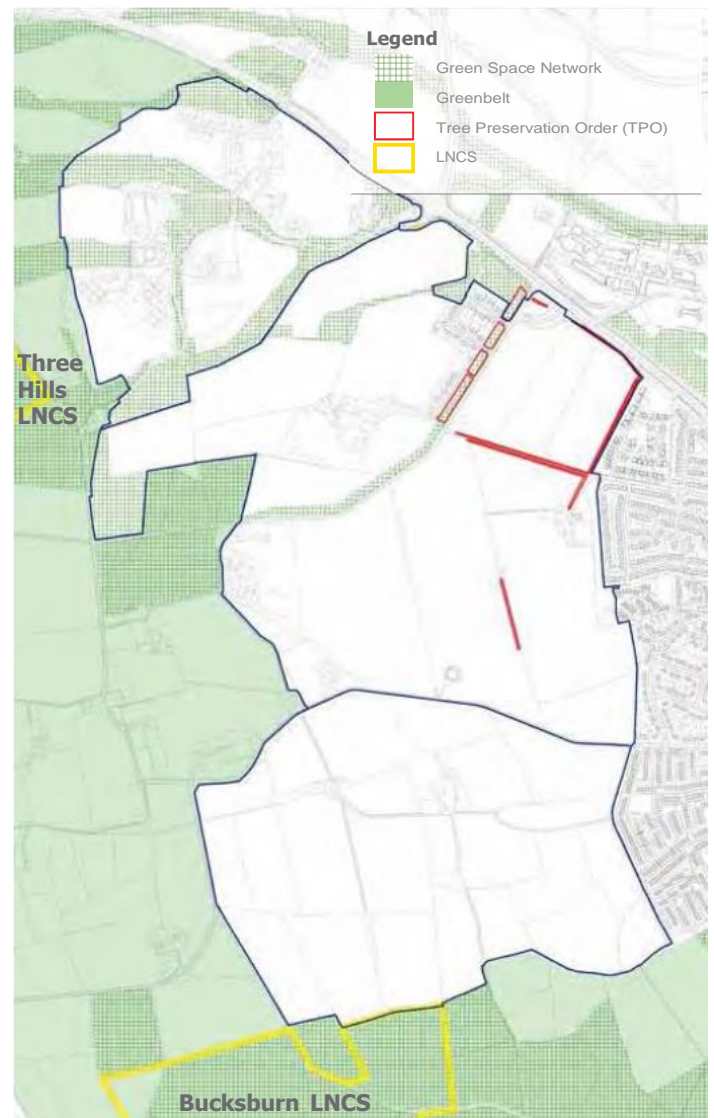 Legend
Green Space Network
Greenbelt
Tree Preservation Order (TPO)
LNCS
Three
Hills
LNCS
Bucksburn LNCS